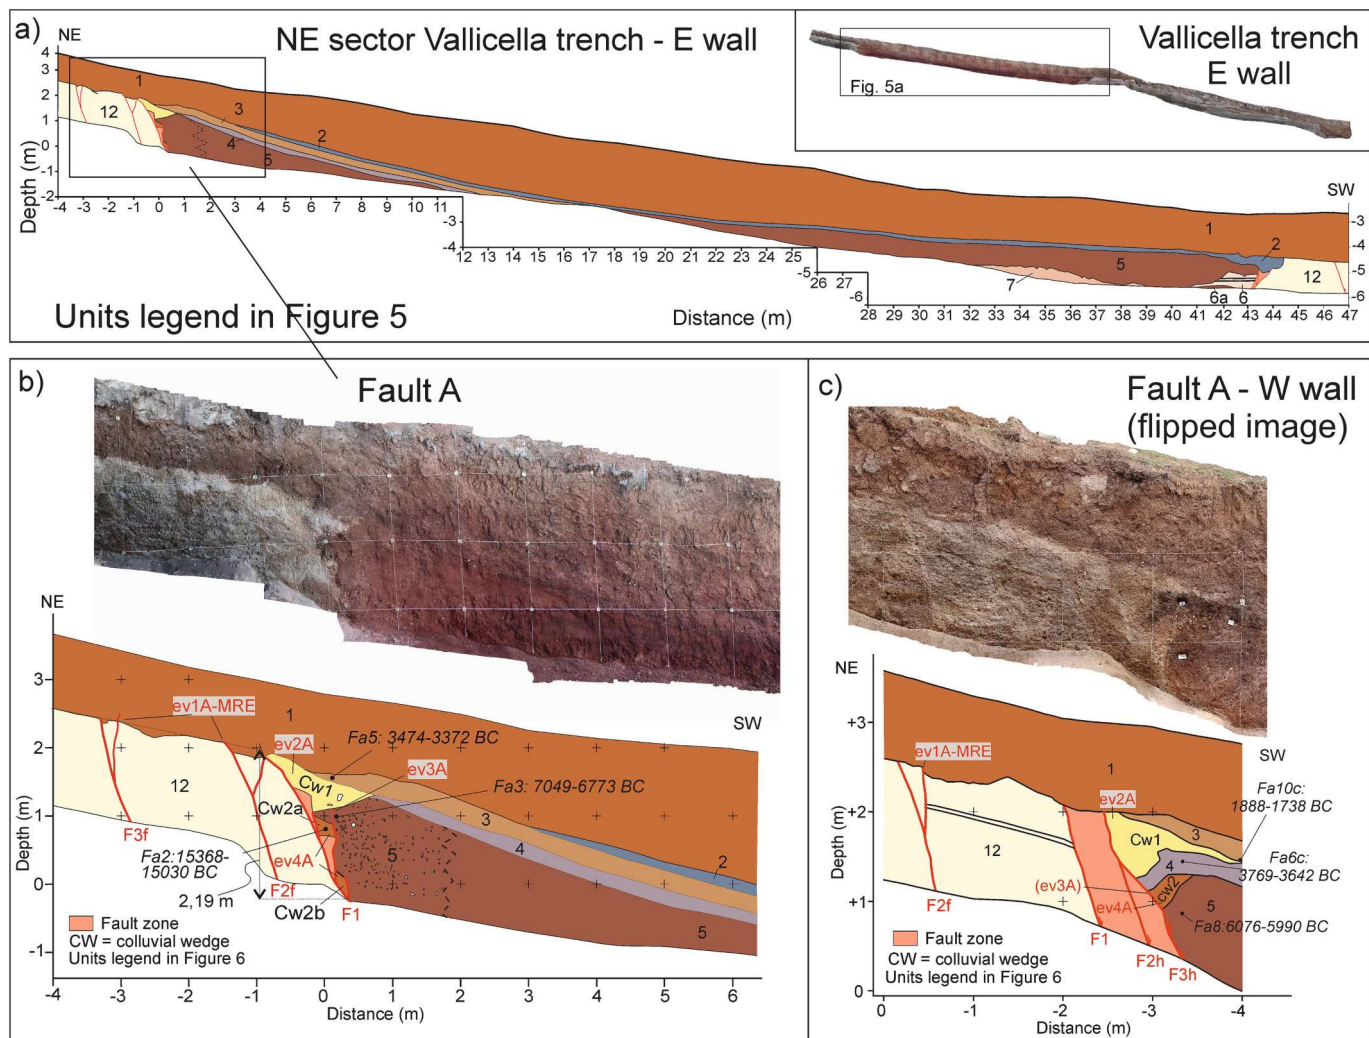 a)
NE
NE sector Vallicella trench - E wall
Vallicella trench
E wall
Fig. 5a
4
3
2
1
0
-1
-2
Depth (m)
1
12
3
4
2
5
-4 -3 -2 -1 0 1 2 3 4 5 6 7 8 9 10 11
-3
-4
12 13 14 15 16 17 18 19 20 21 22 23 24 25
-5
26 27
-6
28 29 30 31 32 33 34 35 36 37 38 39 40 41 42 43 44 45 46 47
SW
-3
-4
-5
-6
1
2
5
7
6a 6
12
Units legend in Figure 5
Distance (m)
b)
Fault A
NE
3
2
1
0
-1
Depth (m)
SW
ev1A-MRE
1
ev2A
Fa5: 3474-3372 BC
ev3A
Fa3: 7049-6773 BC
Cw1
12
Cw2a
3
4
5
2
Fa2:15368-
15030 BC
ev4A
F3f
F2f
2,19 m
Cw2b
F1
5
Fault zone
CW = colluvial wedge
Units legend in Figure 6
-4 -3 -2 -1 0 1 2 3 4 5 6
Distance (m)
c)
Fault A - W wall
(flipped image)
NE
+3
+2
+1
0
Depth (m)
SW
ev1A-MRE
1
ev2A
Fa10c:
1888-1738 BC
Cw1
3
12
4
Fa6c:
3769-3642 BC
(ev3A)
Cw2
5
ev4A
Fa8:6076-5990 BC
F2f
F1
F2h
F3h
Fault zone
CW = colluvial wedge
Units legend in Figure 6
0 -1 -2 -3 -4
Distance (m)